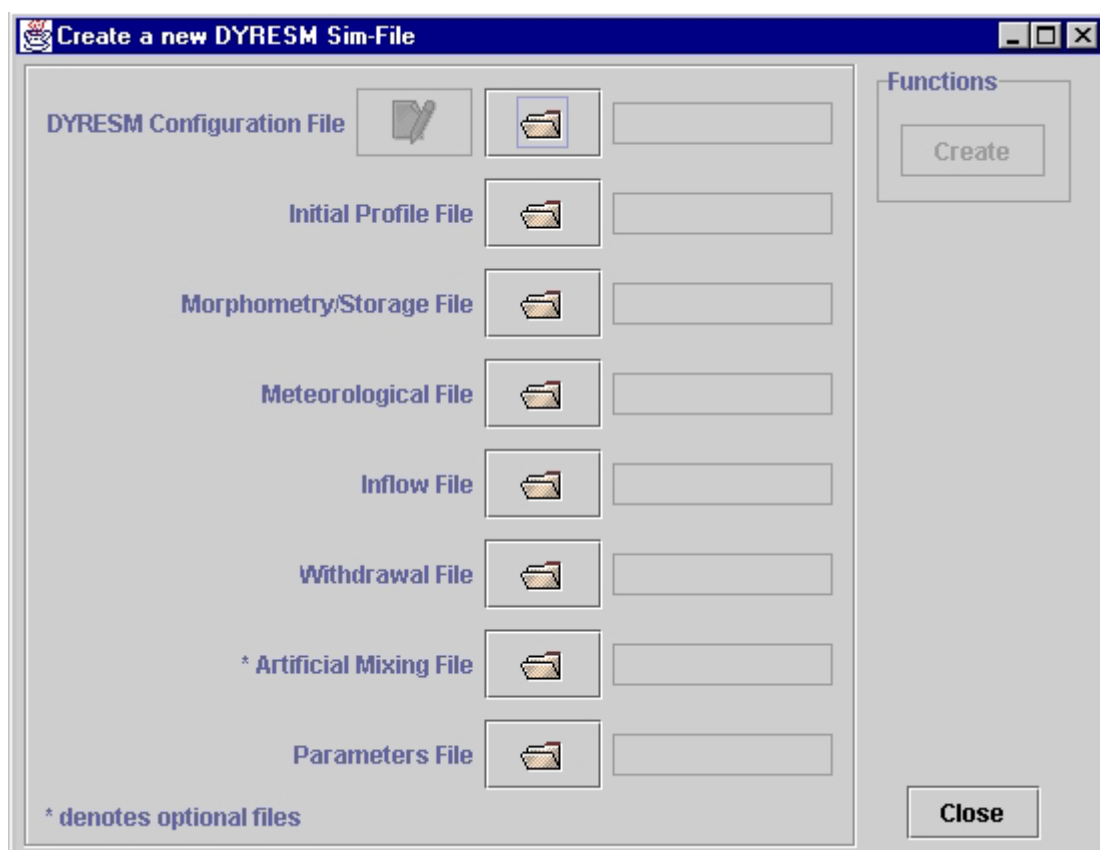 Create a new DYRESM Sim-File
Functions
DYRESM Configuration File
Create
Initial Profile File
Morphometry/Storage File
Meteorological File
Inflow File
Withdrawal File
* Artificial Mixing File
Parameters File
* denotes optional files
Close